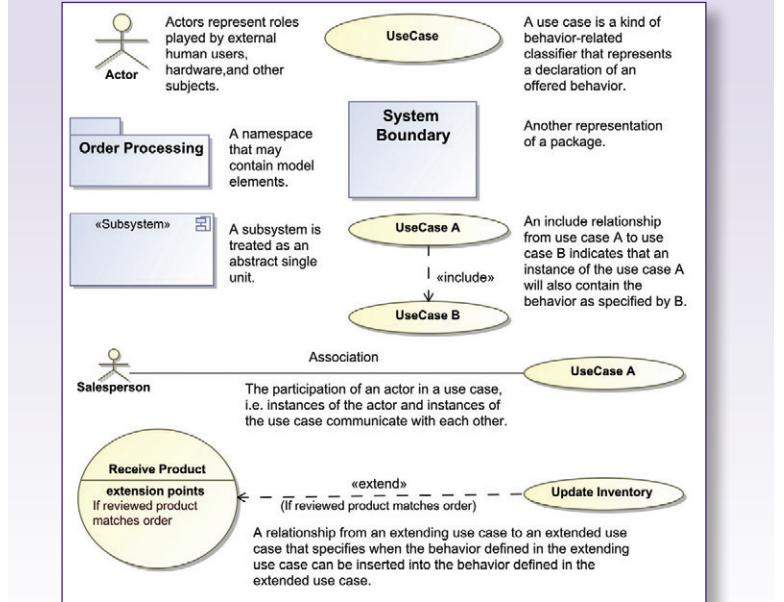 Actor
Actors represent roles
played by external
human users,
hardware,and other
subjects.
UseCase
A use case is a kind of
behavior-related
classifier that represents
a declaration of an
offered behavior.
Order Processing
A namespace
that may
contain model
elements.
System
Boundary
Another representation
of a package.
«Subsystem»
A subsystem is
treated as an
abstract single
unit.
UseCase A
«include»
UseCase B
An include relationship
from use case A to use
case B indicates that an
instance of the use case A
will also contain the
behavior as specified by B.
Salesperson
Association
UseCase A
The participation of an actor in a use case,
i.e. instances of the actor and instances of
the use case communicate with each other.
Receive Product
extension points
If reviewed product
matches order
«extend»
(If reviewed product matches order)
Update Inventory
A relationship from an extending use case to an extended use
case that specifies when the behavior defined in the extending
use case can be inserted into the behavior defined in the
extended use case.